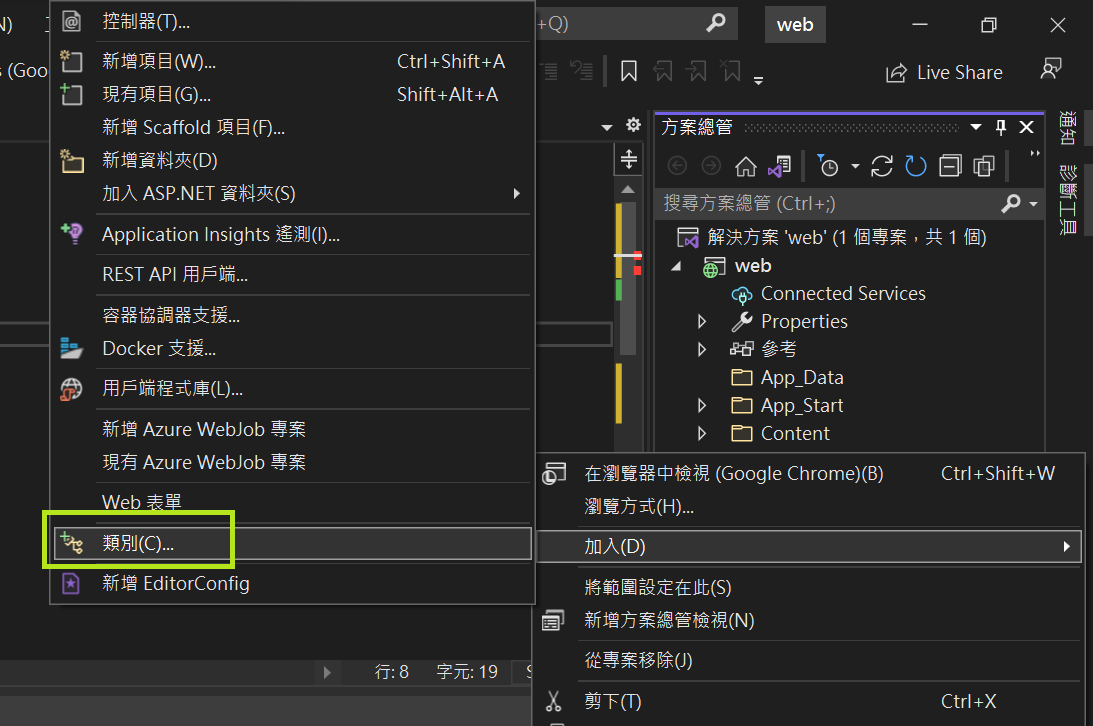 N)
s (Goo
控制器(T)...
新增項目(W)... Ctrl+Shift+A
現有項目(G)... Shift+Alt+A
新增 Scaffold 項目(F)...
新增資料夾(D)
加入 ASP.NET 資料夾(S)
Application Insights 遙測(I)...
REST API 用戶端...
容器協調器支援...
Docker 支援...
用戶端程式庫(L)...
新增 Azure WebJob 專案
現有 Azure WebJob 專案
Web 表單
類別(C)...
新增 EditorConfig
+Q)
web
Live Share
方案總管
搜尋方案總管 (Ctrl+;)
解決方案 'web' (1 個專案，共 1 個)
web
Connected Services
Properties
參考
App_Data
App_Start
Content
通知
診斷工具
在瀏覽器中檢視 (Google Chrome)(B) Ctrl+Shift+W
瀏覽方式(H)...
加入(D)
將範圍設定在此(S)
新增方案總管檢視(N)
從專案移除(J)
剪下(T) Ctrl+X
行: 8 字元: 19